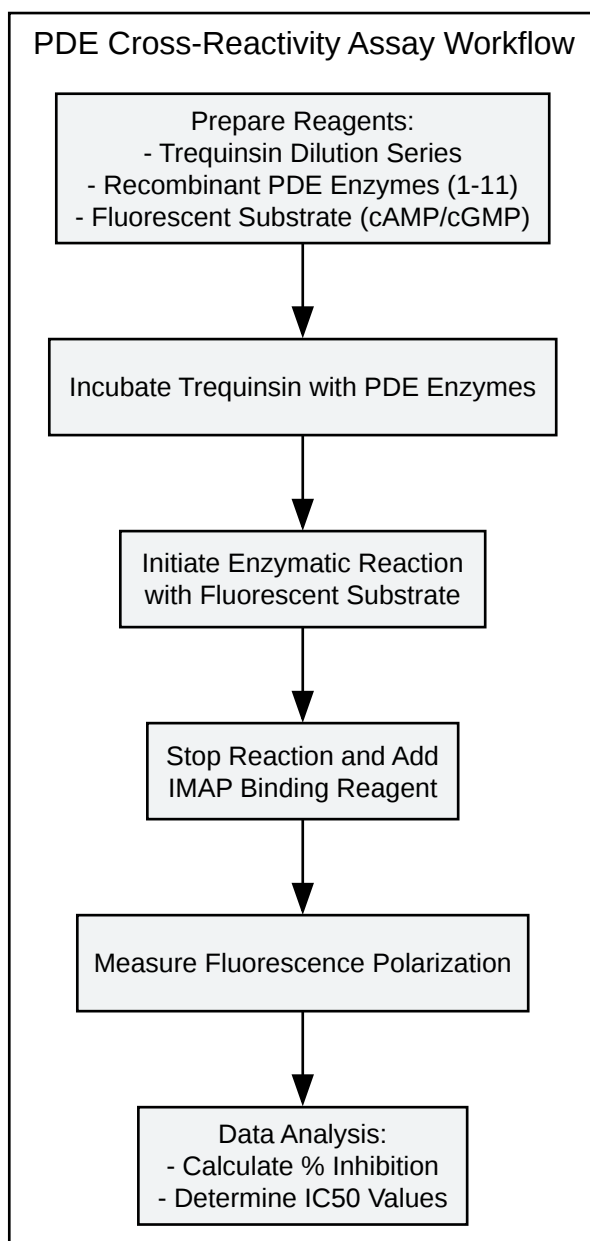 PDE Cross-Reactivity Assay Workflow
Prepare Reagents:
- Trequinsin Dilution Series
- Recombinant PDE Enzymes (1-11)
- Fluorescent Substrate (cAMP/cGMP)
Incubate Trequinsin with PDE Enzymes
Initiate Enzymatic Reaction
with Fluorescent Substrate
Stop Reaction and Add
IMAP Binding Reagent
Measure Fluorescence Polarization
Data Analysis:
- Calculate % Inhibition
- Determine IC50 Values